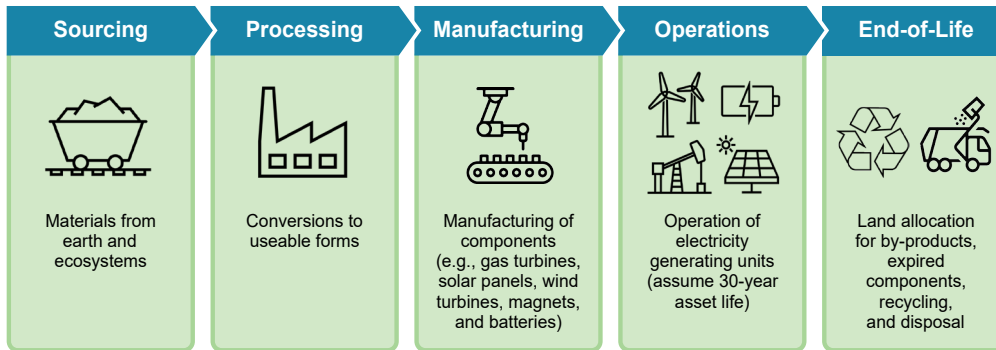 Sourcing
Processing
Manufacturing
Operations
End-of-Life
Materials from
earth and
ecosystems
Conversions to
useable forms
Manufacturing of
components
(e.g., gas turbines,
solar panels, wind
turbines, magnets,
and batteries)
Operation of
electricity
generating units
(assume 30-year
asset life)
Land allocation
for by-products,
expired
components,
recycling,
and disposal